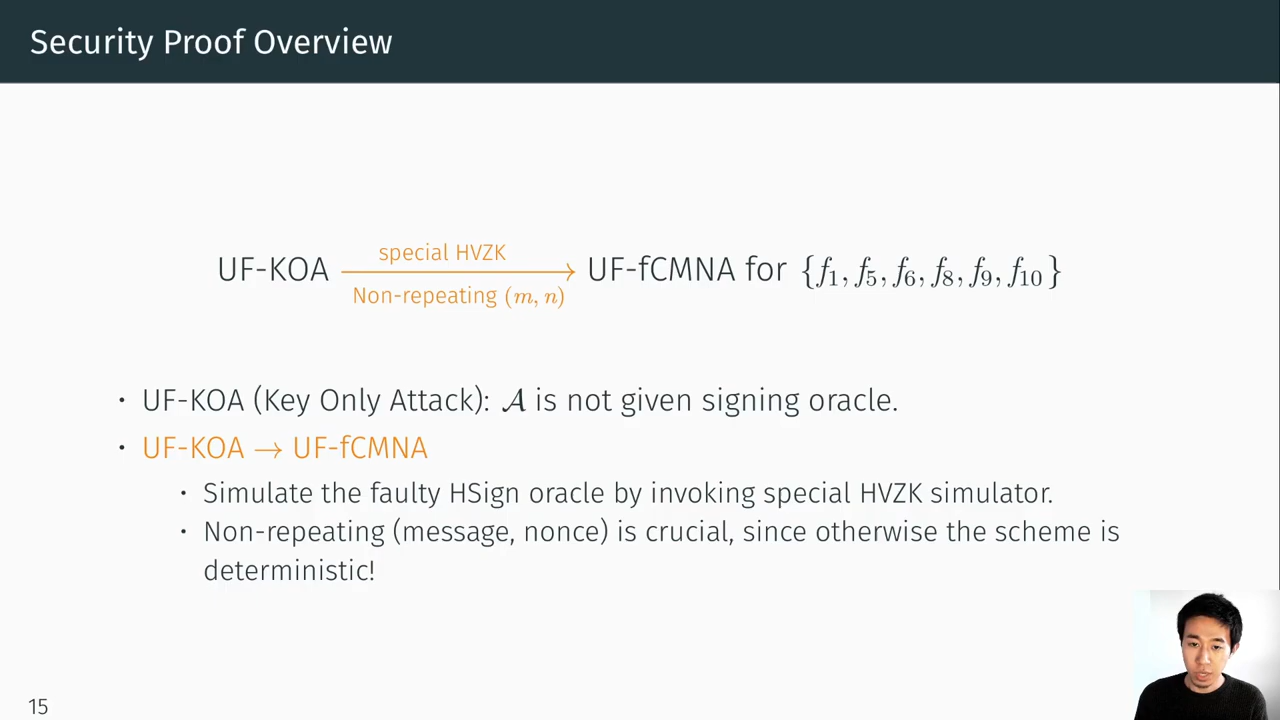 Security Proof Overview
special HVZK
UF-KOA ⟶ UF-fCMNA for {f₁, f₅, f₆, f₈, f₉, f₁₀}
Non-repeating (m, n)
• UF-KOA (Key Only Attack): 𝒜 is not given signing oracle.
• UF-KOA → UF-fCMNA
• Simulate the faulty HSign oracle by invoking special HVZK simulator.
• Non-repeating (message, nonce) is crucial, since otherwise the scheme is
deterministic!
15